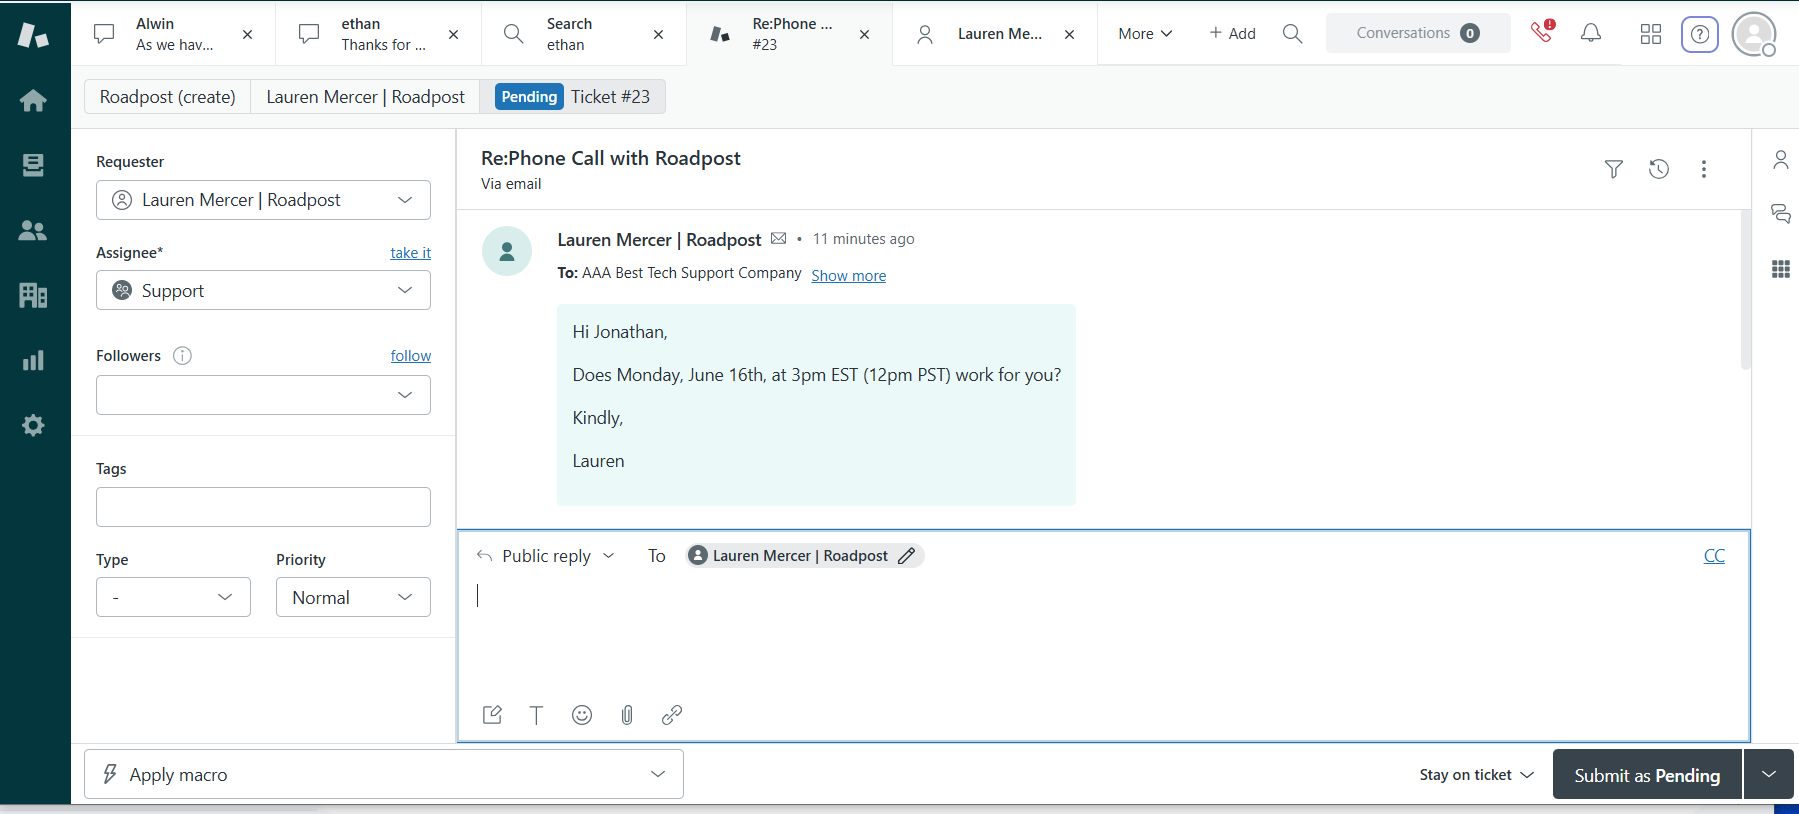 Alwin
As we hav...
ethan
Thanks for ...
Search
ethan
Re:Phone ...
#23
Lauren Me...
More
+ Add
Conversations 0
Roadpost (create)
Lauren Mercer | Roadpost
Pending Ticket #23
Requester
Lauren Mercer | Roadpost
Assignee*
take it
Support
Followers
follow
Tags
Type
Priority
-
Normal
Re:Phone Call with Roadpost
Via email
Lauren Mercer | Roadpost • 11 minutes ago
To: AAA Best Tech Support Company Show more
Hi Jonathan,
Does Monday, June 16th, at 3pm EST (12pm PST) work for you?
Kindly,
Lauren
Public reply To Lauren Mercer | Roadpost CC
Apply macro
Stay on ticket
Submit as Pending